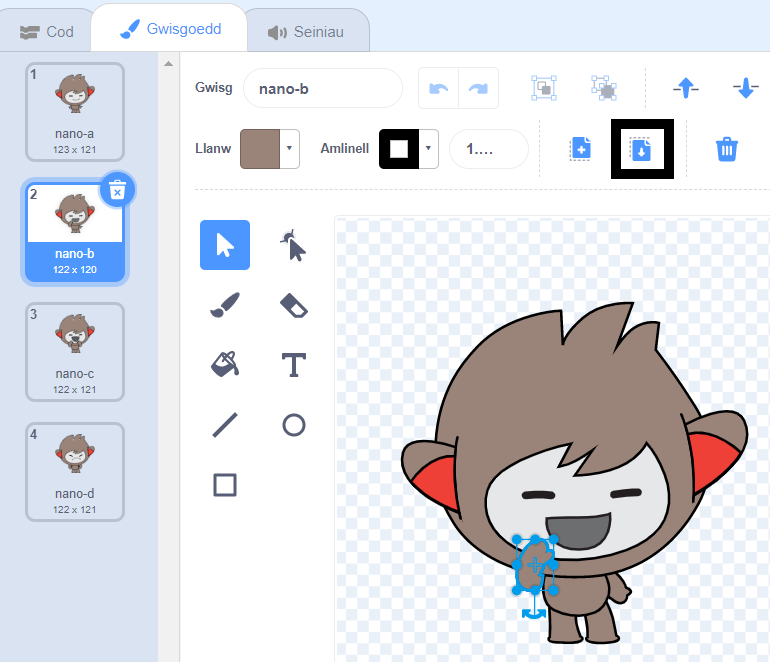 Cod
Gwisgoedd
Seiniau
1
nano-a
123 x 121
2
nano-b
122 x 120
3
nano-c
122 x 121
4
nano-d
122 x 121
Gwisg
nano-b
Llanw
Amlinell
1....
T